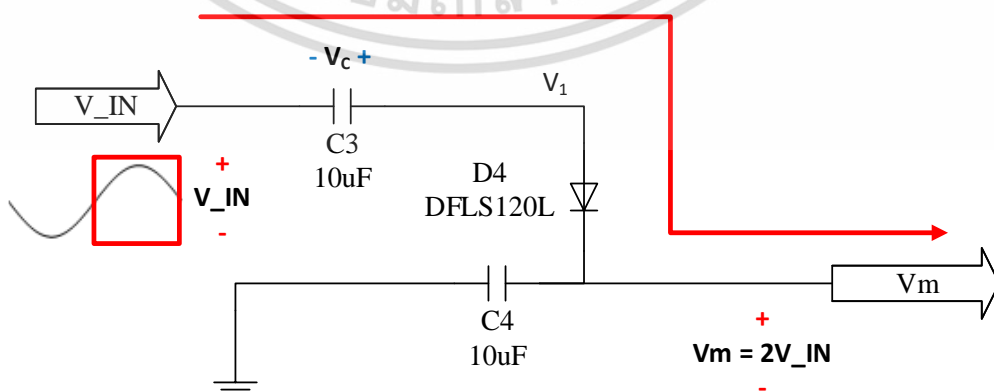 - Vc +
V1
V_IN
C3
10uF
D4
DFLS120L
+
V_IN
-
C4
10uF
Vm
+
Vm = 2V_IN
-